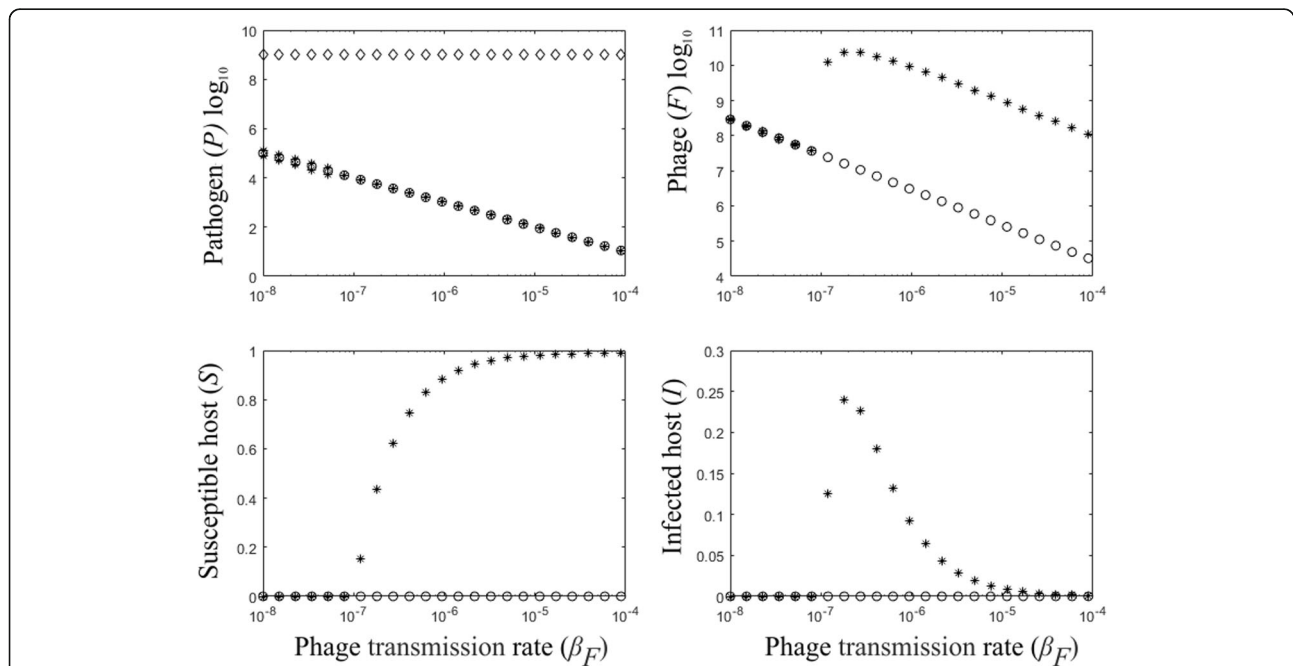 Pathogen (P) log₁₀
10
8
6
4
2
0
10⁻⁸ 10⁻⁷ 10⁻⁶ 10⁻⁵ 10⁻⁴
Phage (F) log₁₀
11
10
9
8
7
6
5
4
10⁻⁸ 10⁻⁷ 10⁻⁶ 10⁻⁵ 10⁻⁴
Susceptible host (S)
1
0.8
0.6
0.4
0.2
0
10⁻⁸ 10⁻⁷ 10⁻⁶ 10⁻⁵ 10⁻⁴
Phage transmission rate (β_F)
Infected host (I)
0.3
0.25
0.2
0.15
0.1
0.05
0
10⁻⁸ 10⁻⁷ 10⁻⁶ 10⁻⁵ 10⁻⁴
Phage transmission rate (β_F)